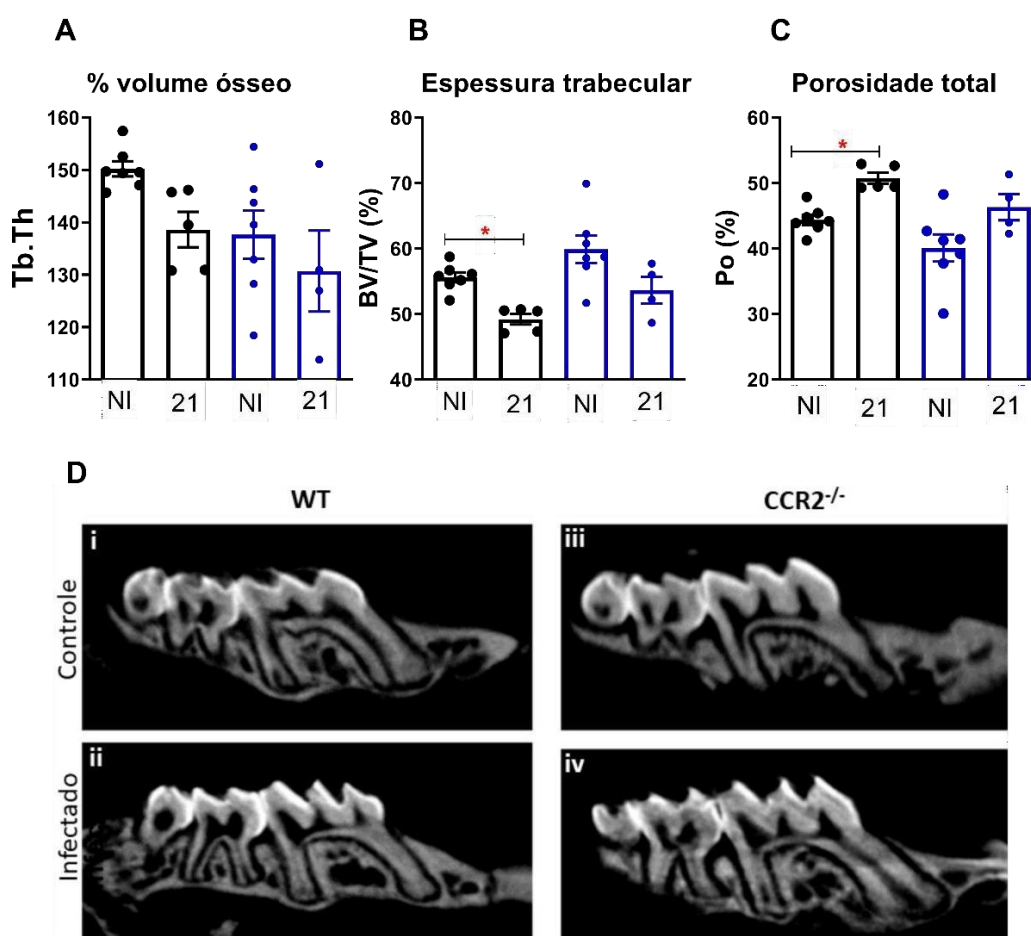 A
B
C
% volume ósseo
Espessura trabecular
Porosidade total
Tb.Th
160
150
140
130
120
110
NI
21
NI
21
BV/TV (%)
80
70
60
50
40
*
NI
21
NI
21
Po (%)
60
50
40
30
20
*
NI
21
NI
21
D
WT
CCR2-/-
Controle
i
iii
Infectado
ii
iv